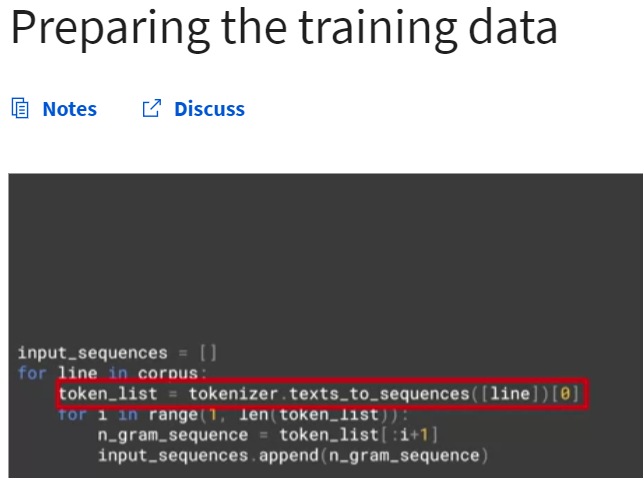 Preparing the training data
Notes Discuss
input_sequences = []
for line in corpus:
token_list = tokenizer.texts_to_sequences([line])[0]
for i in range(1, len(token_list)):
n_gram_sequence = token_list[:i+1]
input_sequences.append(n_gram_sequence)